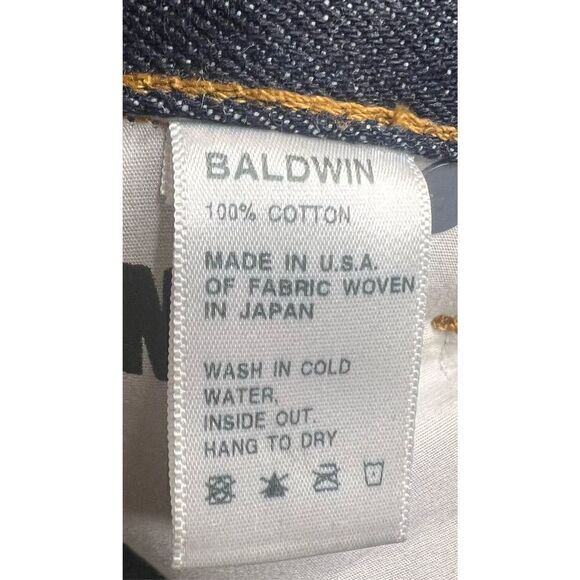 BALDWIN
100% COTTON
MADE IN U.S.A.
OF FABRIC WOVEN
IN JAPAN
WASH IN COLD
WATER,
INSIDE OUT.
HANG TO DRY
N